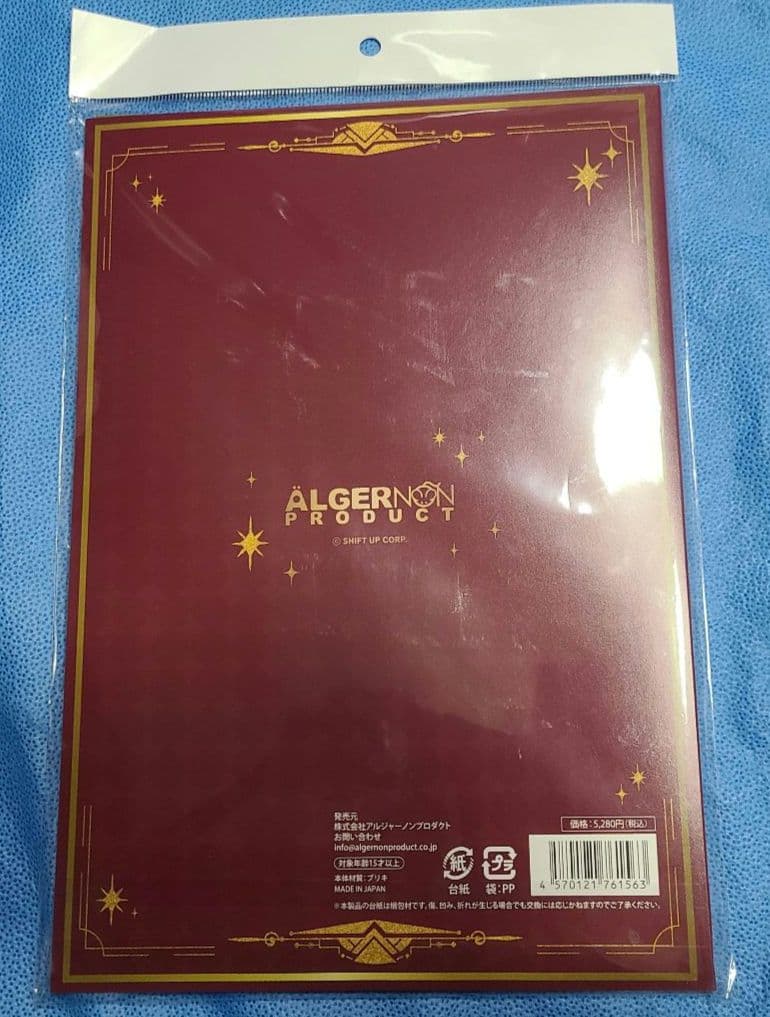 ÄLGERNON
PRODUCT
© SHIFT UP CORP.
発売元
株式会社アルジャーノンプロダクト
お問い合わせ
info@algernonproduct.co.jp
対象年齢15才以上
本体材質：ブリキ
MADE IN JAPAN
紙
台紙
プラ
袋：PP
価格：5,280円(税込)
4 570121 761563
※本製品の台紙は梱包材です。傷、凹み、折れが生じる場合でも交換には応じかねますのでご了承ください。